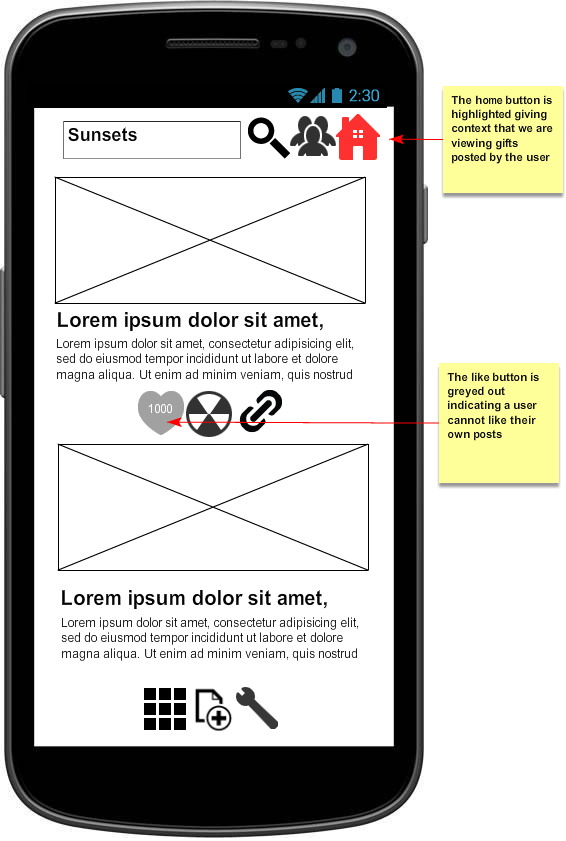 2:30
Sunsets
The home button is
highlighted giving
context that we are
viewing gifts
posted by the user
Lorem ipsum dolor sit amet,
Lorem ipsum dolor sit amet, consectetur adipisicing elit,
sed do eiusmod tempor incididunt ut labore et dolore
magna aliqua. Ut enim ad minim veniam, quis nostrud
1000
The like button is
greyed out
indicating a user
cannot like their
own posts
Lorem ipsum dolor sit amet,
Lorem ipsum dolor sit amet, consectetur adipisicing elit,
sed do eiusmod tempor incididunt ut labore et dolore
magna aliqua. Ut enim ad minim veniam, quis nostrud